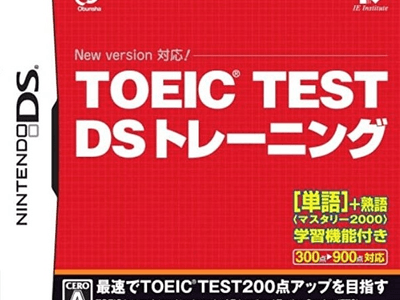 Obunsha
IE Institute
New version 対応!
TOEIC® TEST
DSトレーニング
NINTENDO DS™
[単語]+熟語
〈マスタリー2000〉
学習機能付き
300点▶900点 対応
CERO
A
最速でTOEIC® TEST200点アップを目指す